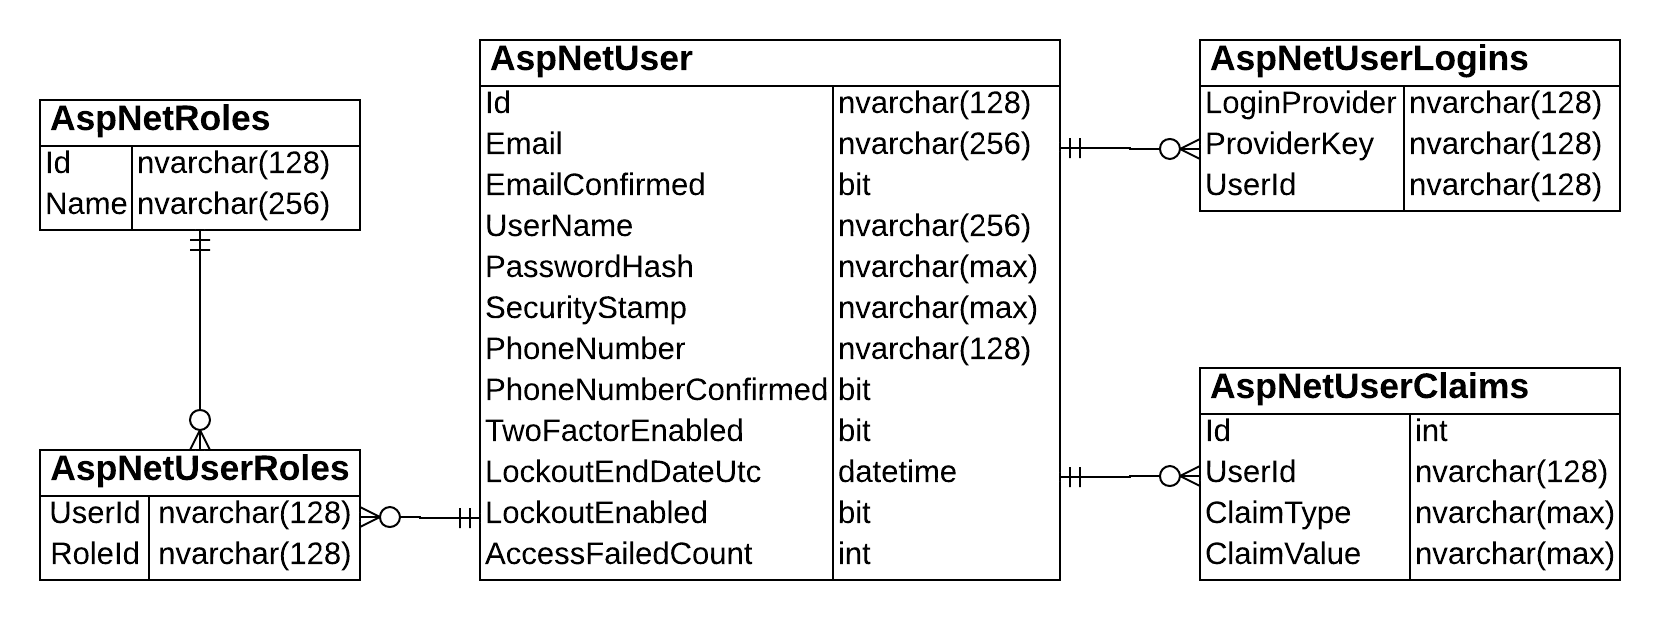 AspNetRoles
Id nvarchar(128)
Name nvarchar(256)
AspNetUserRoles
UserId nvarchar(128)
RoleId nvarchar(128)
AspNetUser
Id nvarchar(128)
Email nvarchar(256)
EmailConfirmed bit
UserName nvarchar(256)
PasswordHash nvarchar(max)
SecurityStamp nvarchar(max)
PhoneNumber nvarchar(128)
PhoneNumberConfirmed bit
TwoFactorEnabled bit
LockoutEndDateUtc datetime
LockoutEnabled bit
AccessFailedCount int
AspNetUserLogins
LoginProvider nvarchar(128)
ProviderKey nvarchar(128)
UserId nvarchar(128)
AspNetUserClaims
Id int
UserId nvarchar(128)
ClaimType nvarchar(max)
ClaimValue nvarchar(max)